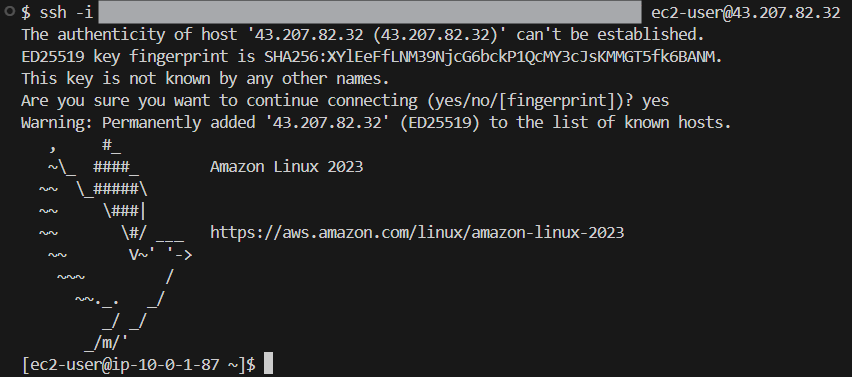 $ ssh -i ec2-user@43.207.82.32
The authenticity of host '43.207.82.32 (43.207.82.32)' can't be established.
ED25519 key fingerprint is SHA256:XYlEeFfLNM39NjcG6bckP1QcMY3cJsKMMGT5fk6BANM.
This key is not known by any other names.
Are you sure you want to continue connecting (yes/no/[fingerprint])? yes
Warning: Permanently added '43.207.82.32' (ED25519) to the list of known hosts.
   ,     #_
   ~\_  ####_        Amazon Linux 2023
  ~~  \_#####\
  ~~     \###|
  ~~       \#/ ___   https://aws.amazon.com/linux/amazon-linux-2023
   ~~       V~' '->
    ~~~         /
      ~~._.   _/
         _/ _/
       _/m/'
[ec2-user@ip-10-0-1-87 ~]$